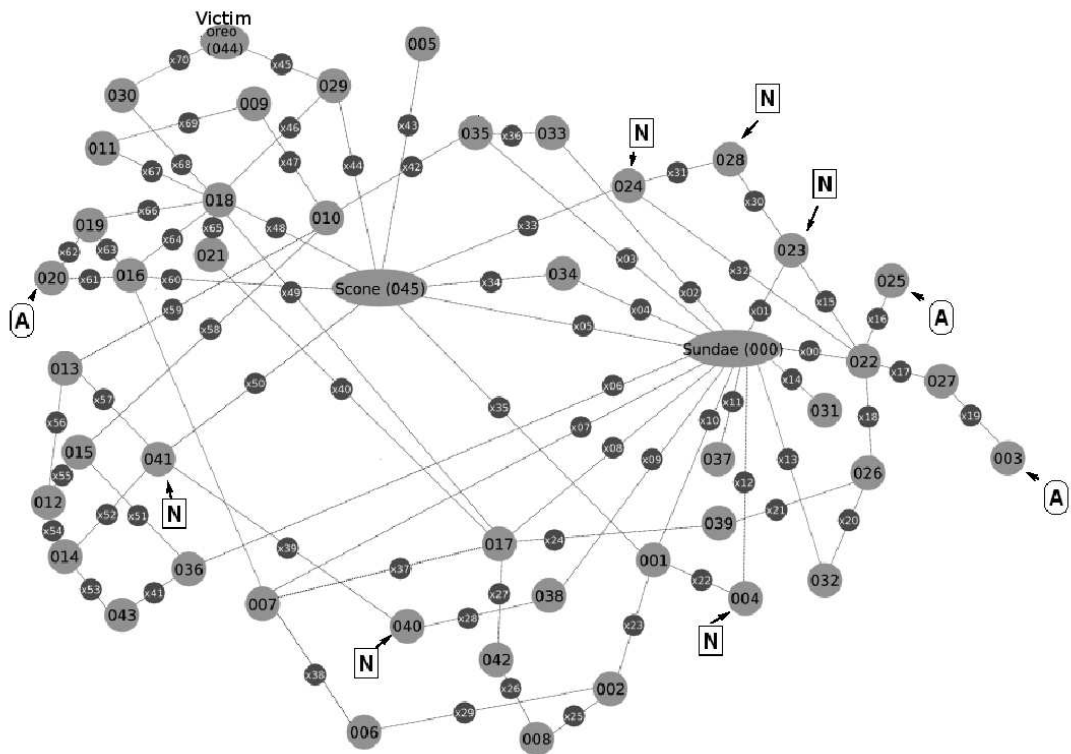 Victim
oreo
(044)
005
x70
x45
029
030
009
N
x69
x46
x43
035
x36
033
N
011
x47
028
x68
x44
x42
024
x31
N
x67
018
x30
019
x66
x65
x48
010
x33
023
x62
x63
x64
021
x03
x32
020
x61
016
x60
x49
Scone (045)
x34
034
x02
x01
x15
025
A
x59
x04
x16
A
x58
x05
Sundae (000)
x00
022
013
x17
027
x57
x50
x40
x35
x06
x11
x14
x56
x07
x10
031
x18
x19
015
041
x08
037
x13
003
x55
x09
x12
026
012
x52
x51
N
x21
A
x54
039
x20
014
x39
017
x24
036
x37
001
032
x53
x41
x27
x22
043
007
038
004
040
x28
x23
N
N
042
x38
x26
002
x29
x25
006
008